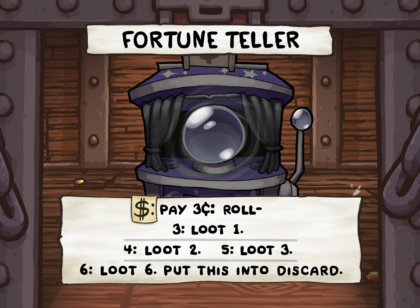 FORTUNE TELLER
$: PAY 3¢: ROLL-
3: LOOT 1.
4: LOOT 2. 5: LOOT 3.
6: LOOT 6. PUT THIS INTO DISCARD.